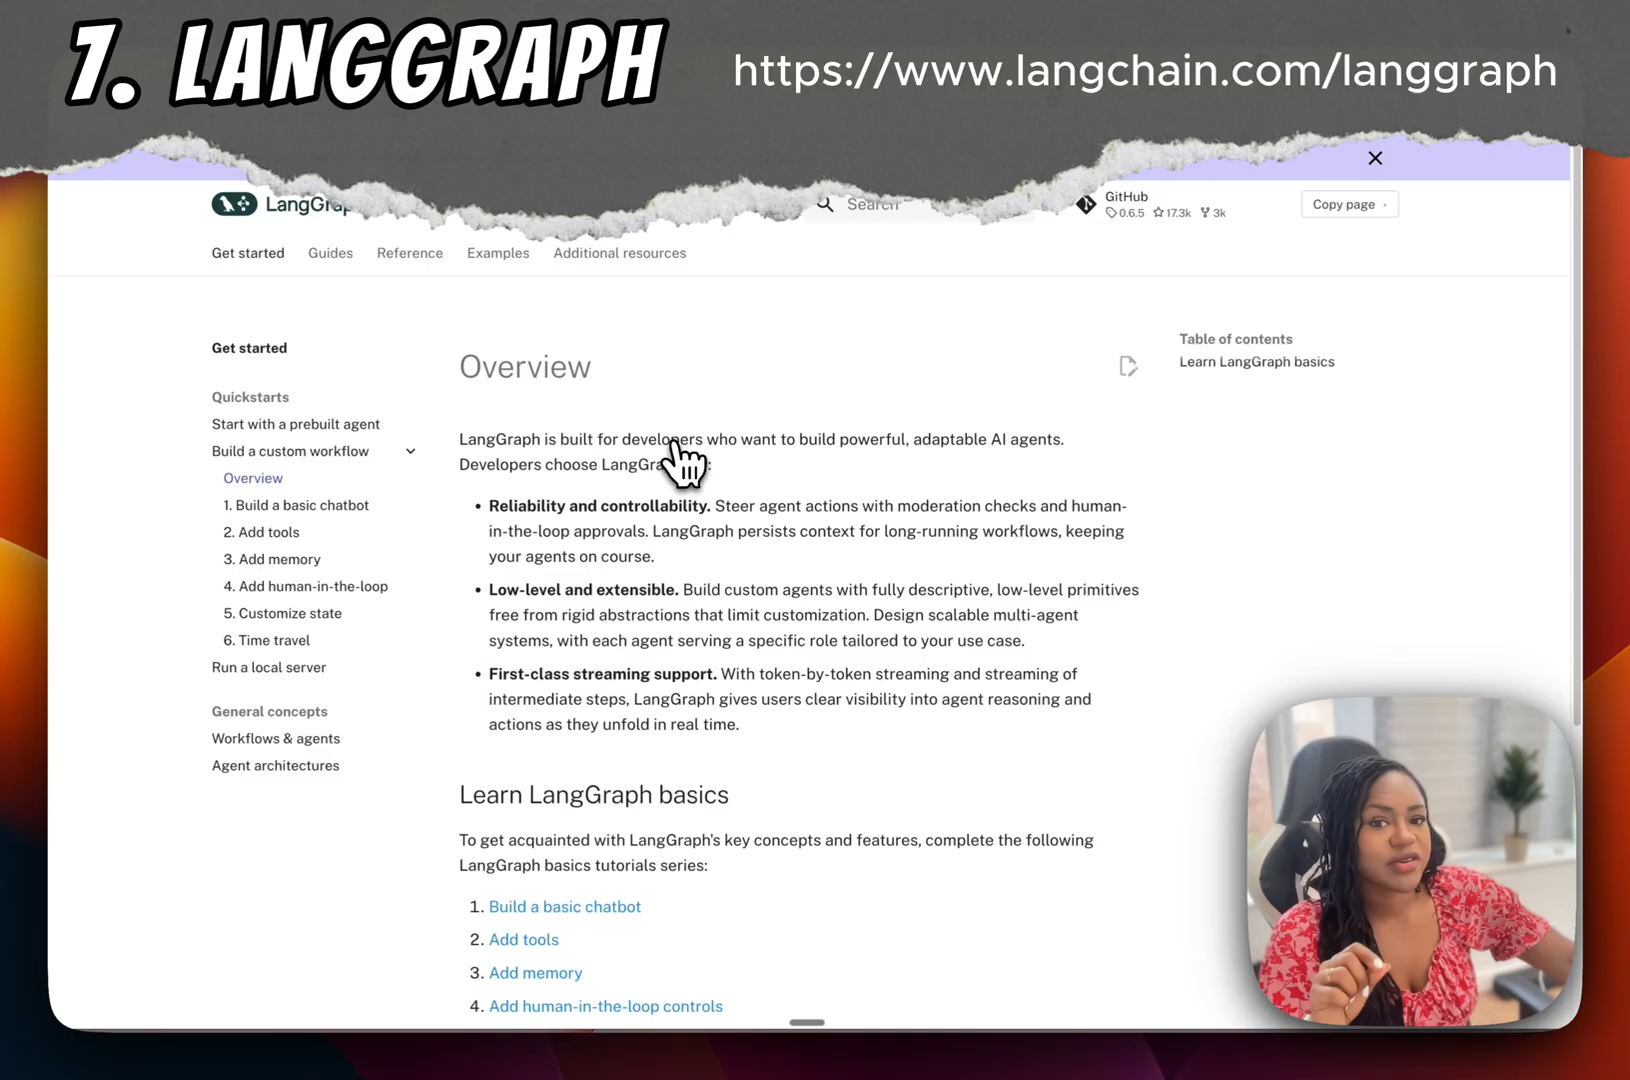 7. LANGGRAPH
https://www.langchain.com/langgraph
Search
GitHub
0.6.5 17.3k 3k
Copy page
Get started Guides Reference Examples Additional resources
Get started
Quickstarts
Start with a prebuilt agent
Build a custom workflow
Overview
1. Build a basic chatbot
2. Add tools
3. Add memory
4. Add human-in-the-loop
5. Customize state
6. Time travel
Run a local server
General concepts
Workflows & agents
Agent architectures
Overview
LangGraph is built for developers who want to build powerful, adaptable AI agents.
Developers choose
• Reliability and controllability. Steer agent actions with moderation checks and human-
in-the-loop approvals. LangGraph persists context for long-running workflows, keeping
your agents on course.
• Low-level and extensible. Build custom agents with fully descriptive, low-level primitives
free from rigid abstractions that limit customization. Design scalable multi-agent
systems, with each agent serving a specific role tailored to your use case.
• First-class streaming support. With token-by-token streaming and streaming of
intermediate steps, LangGraph gives users clear visibility into agent reasoning and
actions as they unfold in real time.
Learn LangGraph basics
To get acquainted with LangGraph's key concepts and features, complete the following
LangGraph basics tutorials series:
1. Build a basic chatbot
2. Add tools
3. Add memory
4. Add human-in-the-loop controls
Table of contents
Learn LangGraph basics